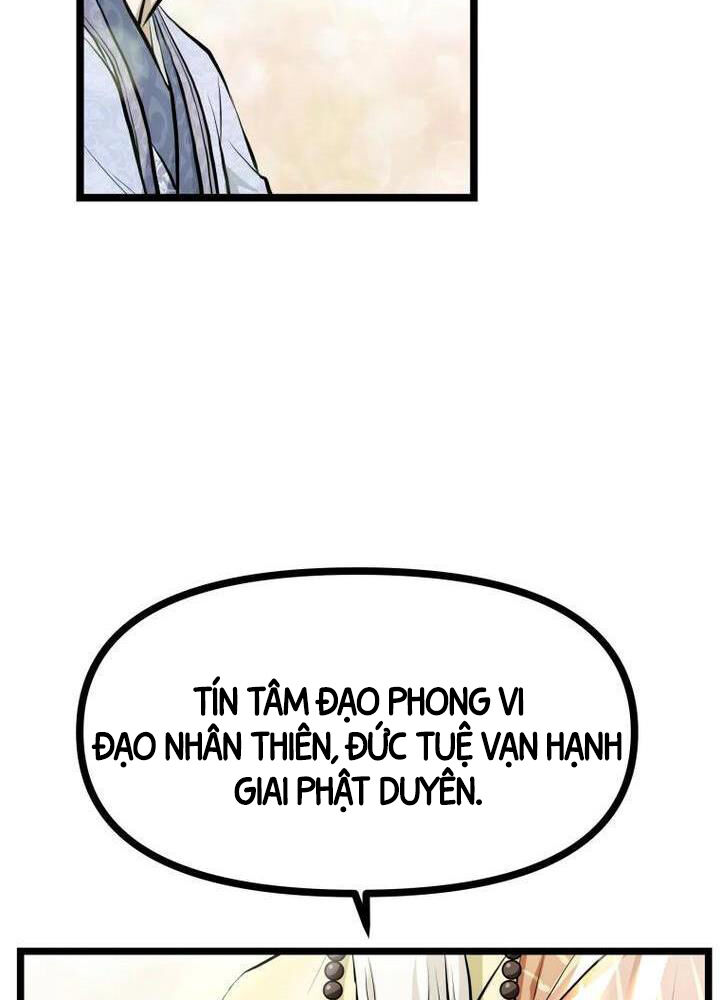 TÍN TÂM ĐẠO PHONG VI
ĐẠO NHÂN THIÊN, ĐỨC TUỆ VẠN HẠNH
GIAI PHẬT DUYÊN.